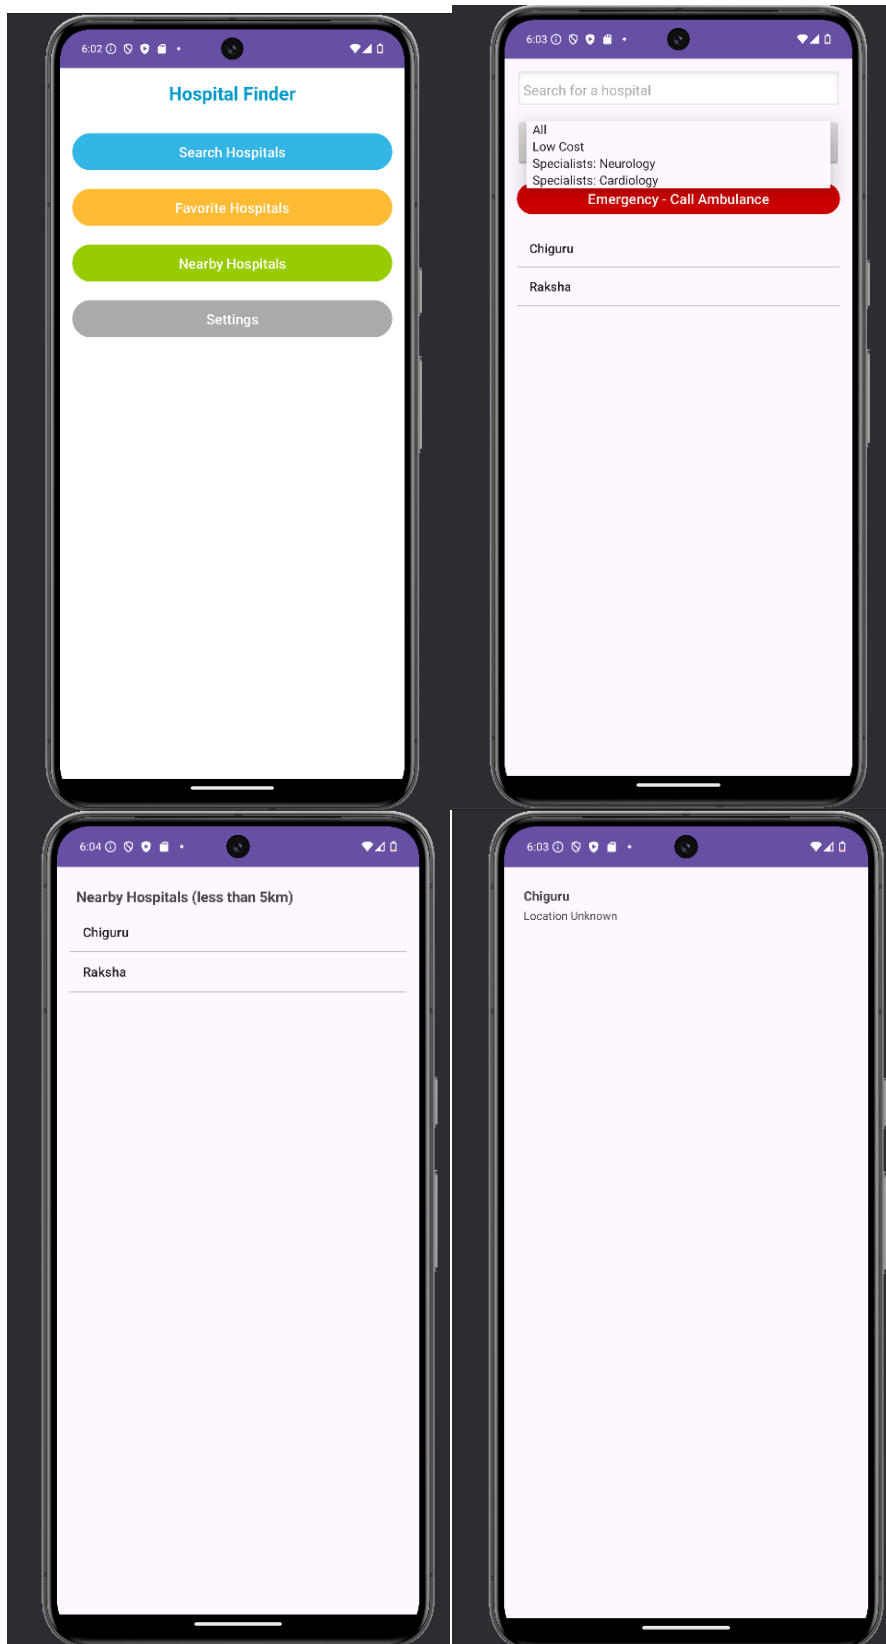 6:02
Hospital Finder
Search Hospitals
Favorite Hospitals
Nearby Hospitals
Settings
6:03
Search for a hospital
All
Low Cost
Specialists: Neurology
Specialists: Cardiology
Emergency - Call Ambulance
Chiguru
Raksha
6:04
Nearby Hospitals (less than 5km)
Chiguru
Raksha
6:03
Chiguru
Location Unknown